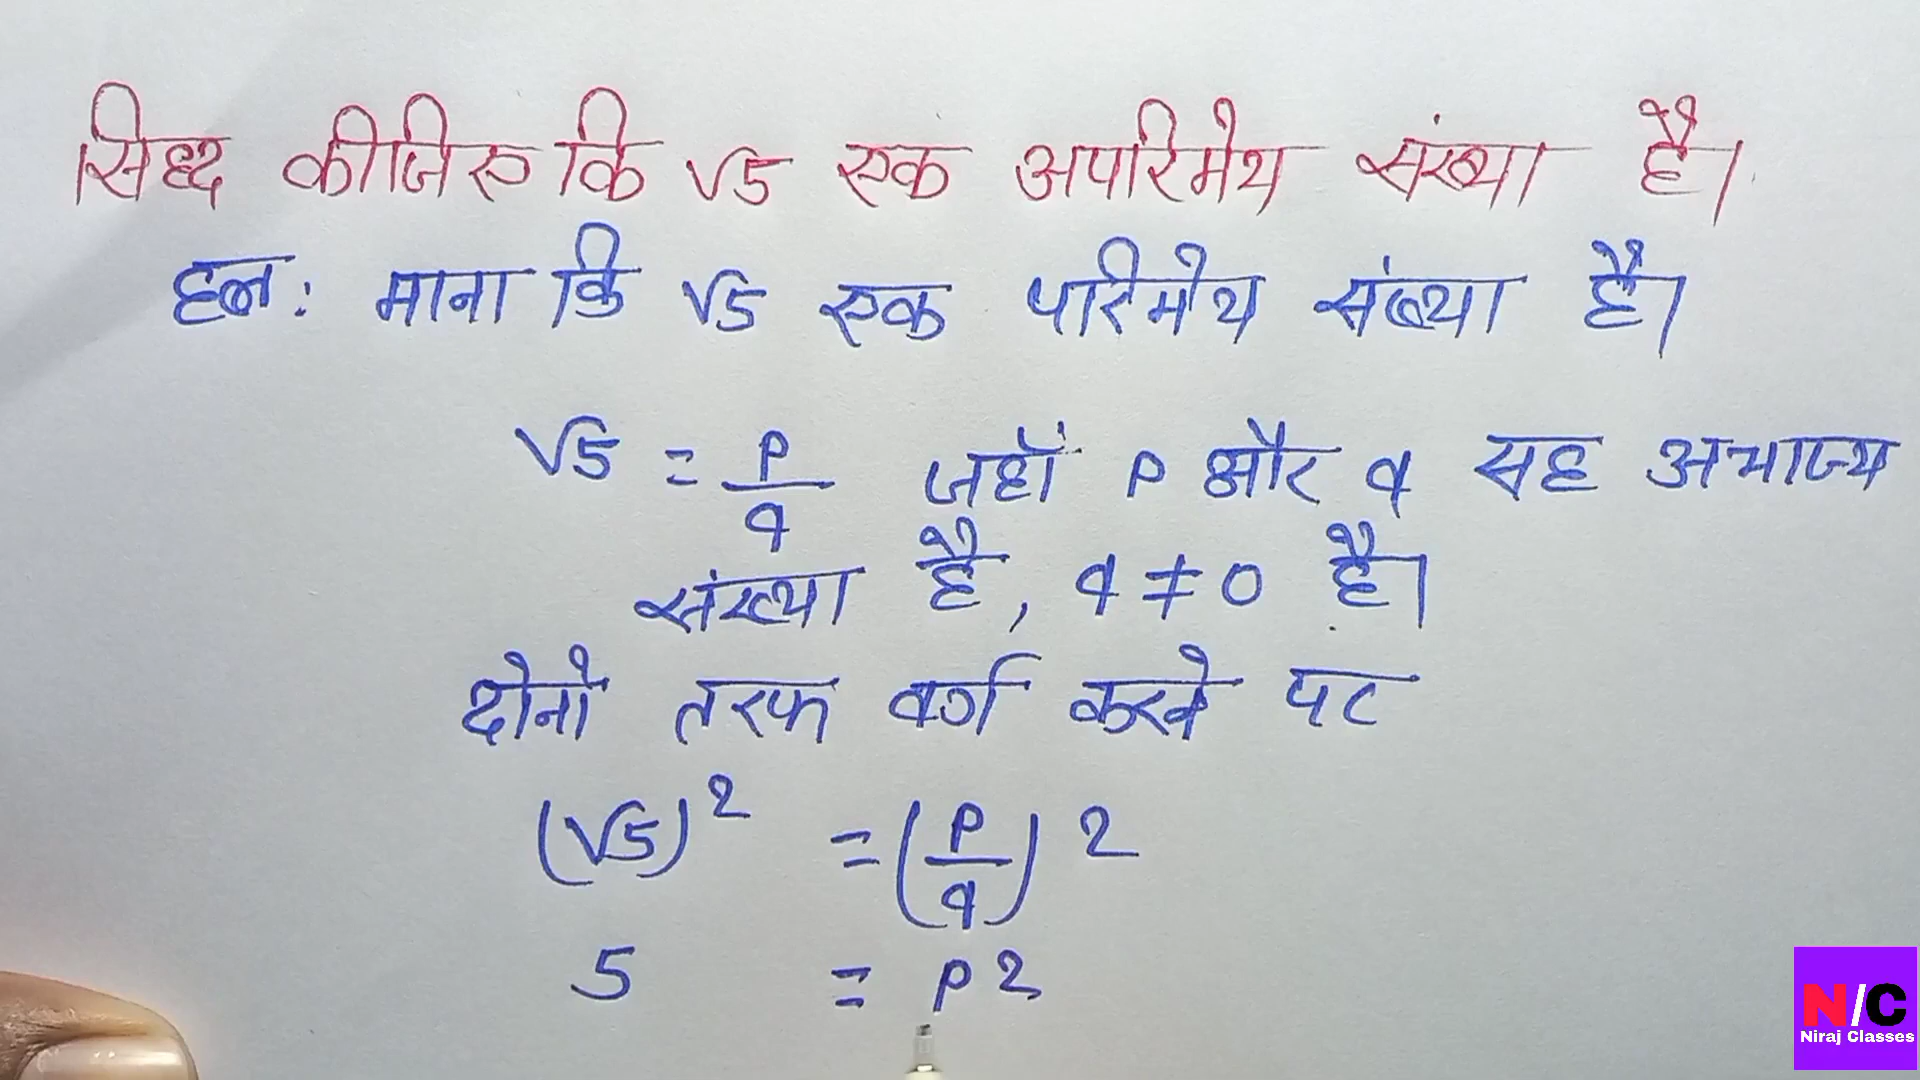 सिद्ध कीजिए कि √5 एक अपरिमेय संख्या है।
हल: माना कि √5 एक परिमेय संख्या है।
√5 = p/q जहाँ p और q सह अभाज्य
संख्या है, q ≠ 0 है।
दोनो तरफ वर्ग करने पर
(√5)² = (p/q)²
5 = p²
N/C
Niraj Classes